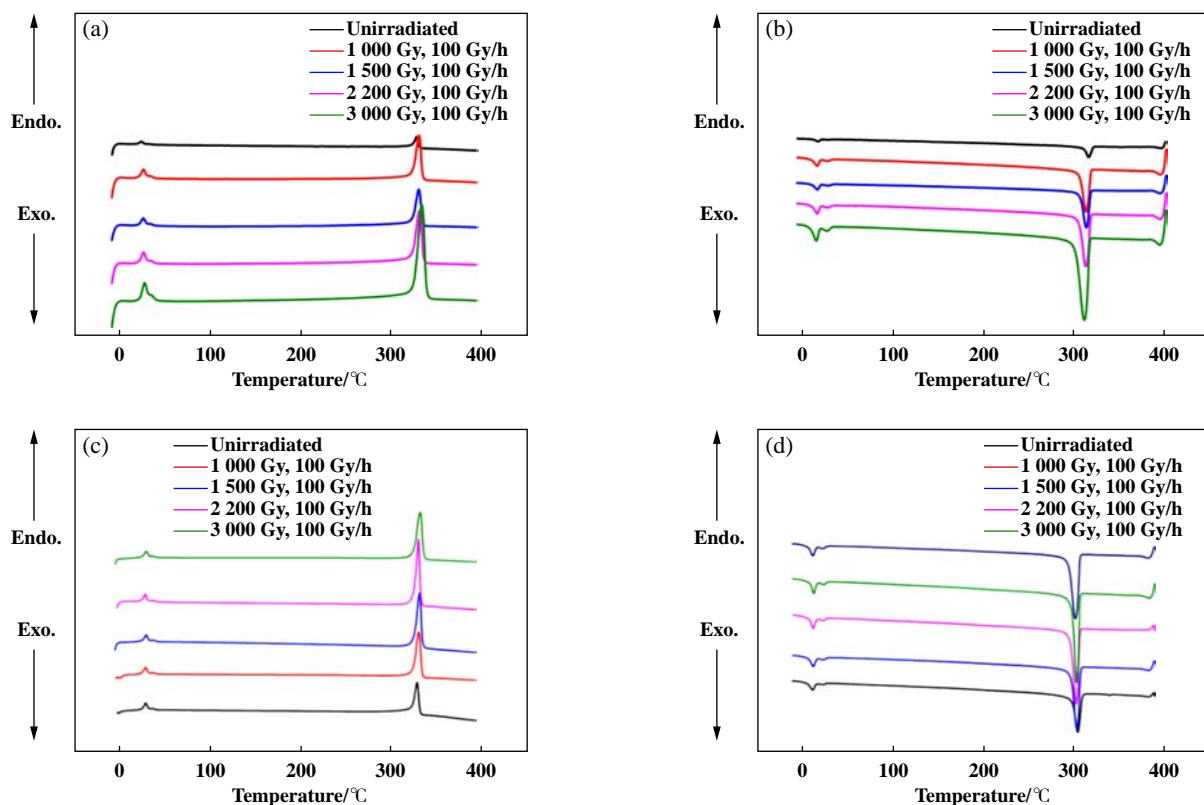 (a)
Unirradiated
1 000 Gy, 100 Gy/h
1 500 Gy, 100 Gy/h
2 200 Gy, 100 Gy/h
3 000 Gy, 100 Gy/h
Endo.
Exo.
0 100 200 300 400
Temperature/℃
(b)
Unirradiated
1 000 Gy, 100 Gy/h
1 500 Gy, 100 Gy/h
2 200 Gy, 100 Gy/h
3 000 Gy, 100 Gy/h
Endo.
Exo.
0 100 200 300 400
Temperature/℃
(c)
Unirradiated
1 000 Gy, 100 Gy/h
1 500 Gy, 100 Gy/h
2 200 Gy, 100 Gy/h
3 000 Gy, 100 Gy/h
Endo.
Exo.
0 100 200 300 400
Temperature/℃
(d)
Unirradiated
1 000 Gy, 100 Gy/h
1 500 Gy, 100 Gy/h
2 200 Gy, 100 Gy/h
3 000 Gy, 100 Gy/h
Endo.
Exo.
0 100 200 300 400
Temperature/℃